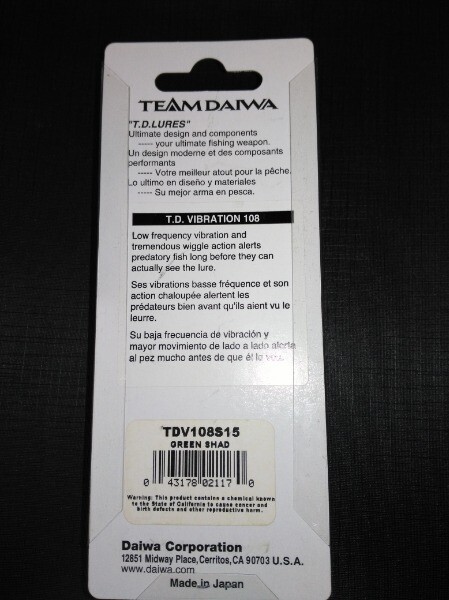 TEAM DAIWA
"T.D.LURES"
Ultimate design and components
----- your ultimate fishing weapon.
Un design moderne et des composants
performants
----- Votre meilleur atout pour la pêche.
Lo ultimo en diseño y materiales
----- Su mejor arma en pesca.
T.D. VIBRATION 108
Low frequency vibration and
tremendous wiggle action alerts
predatory fish long before they can
actually see the lure.
Ses vibrations basse fréquence et son
action chaloupée alertent les
prédateurs bien avant qu'ils aient vu le
leurre.
Su baja frecuencia de vibración y
mayor movimiento de lado a lado alerta
al pez mucho antes de que él lo vea.
TDV108S15
GREEN SHAD
0 43178 02117 0
Warning: This product contains a chemical known
to the State of California to cause cancer and
birth defects and other reproductive harm.
Daiwa Corporation
12851 Midway Place, Cerritos, CA 90703 U.S.A.
www.daiwa.com
Made in Japan